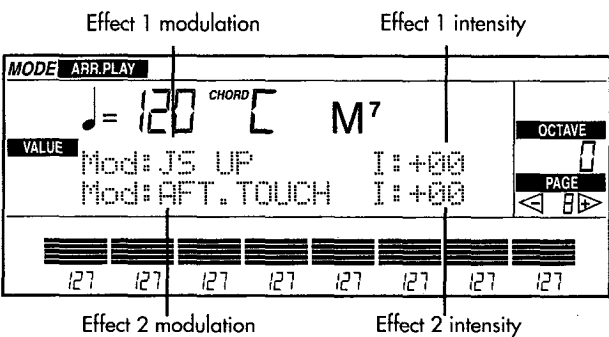 Effect 1 modulation Effect 1 intensity
MODE ARR.PLAY
♩= 120 CHORD C M7
OCTAVE
0
VALUE
Mod:JS UP I:+00
Mod:AFT.TOUCH I:+00
PAGE
- 8 +
127 127 127 127 127 127 127 127
Effect 2 modulation Effect 2 intensity